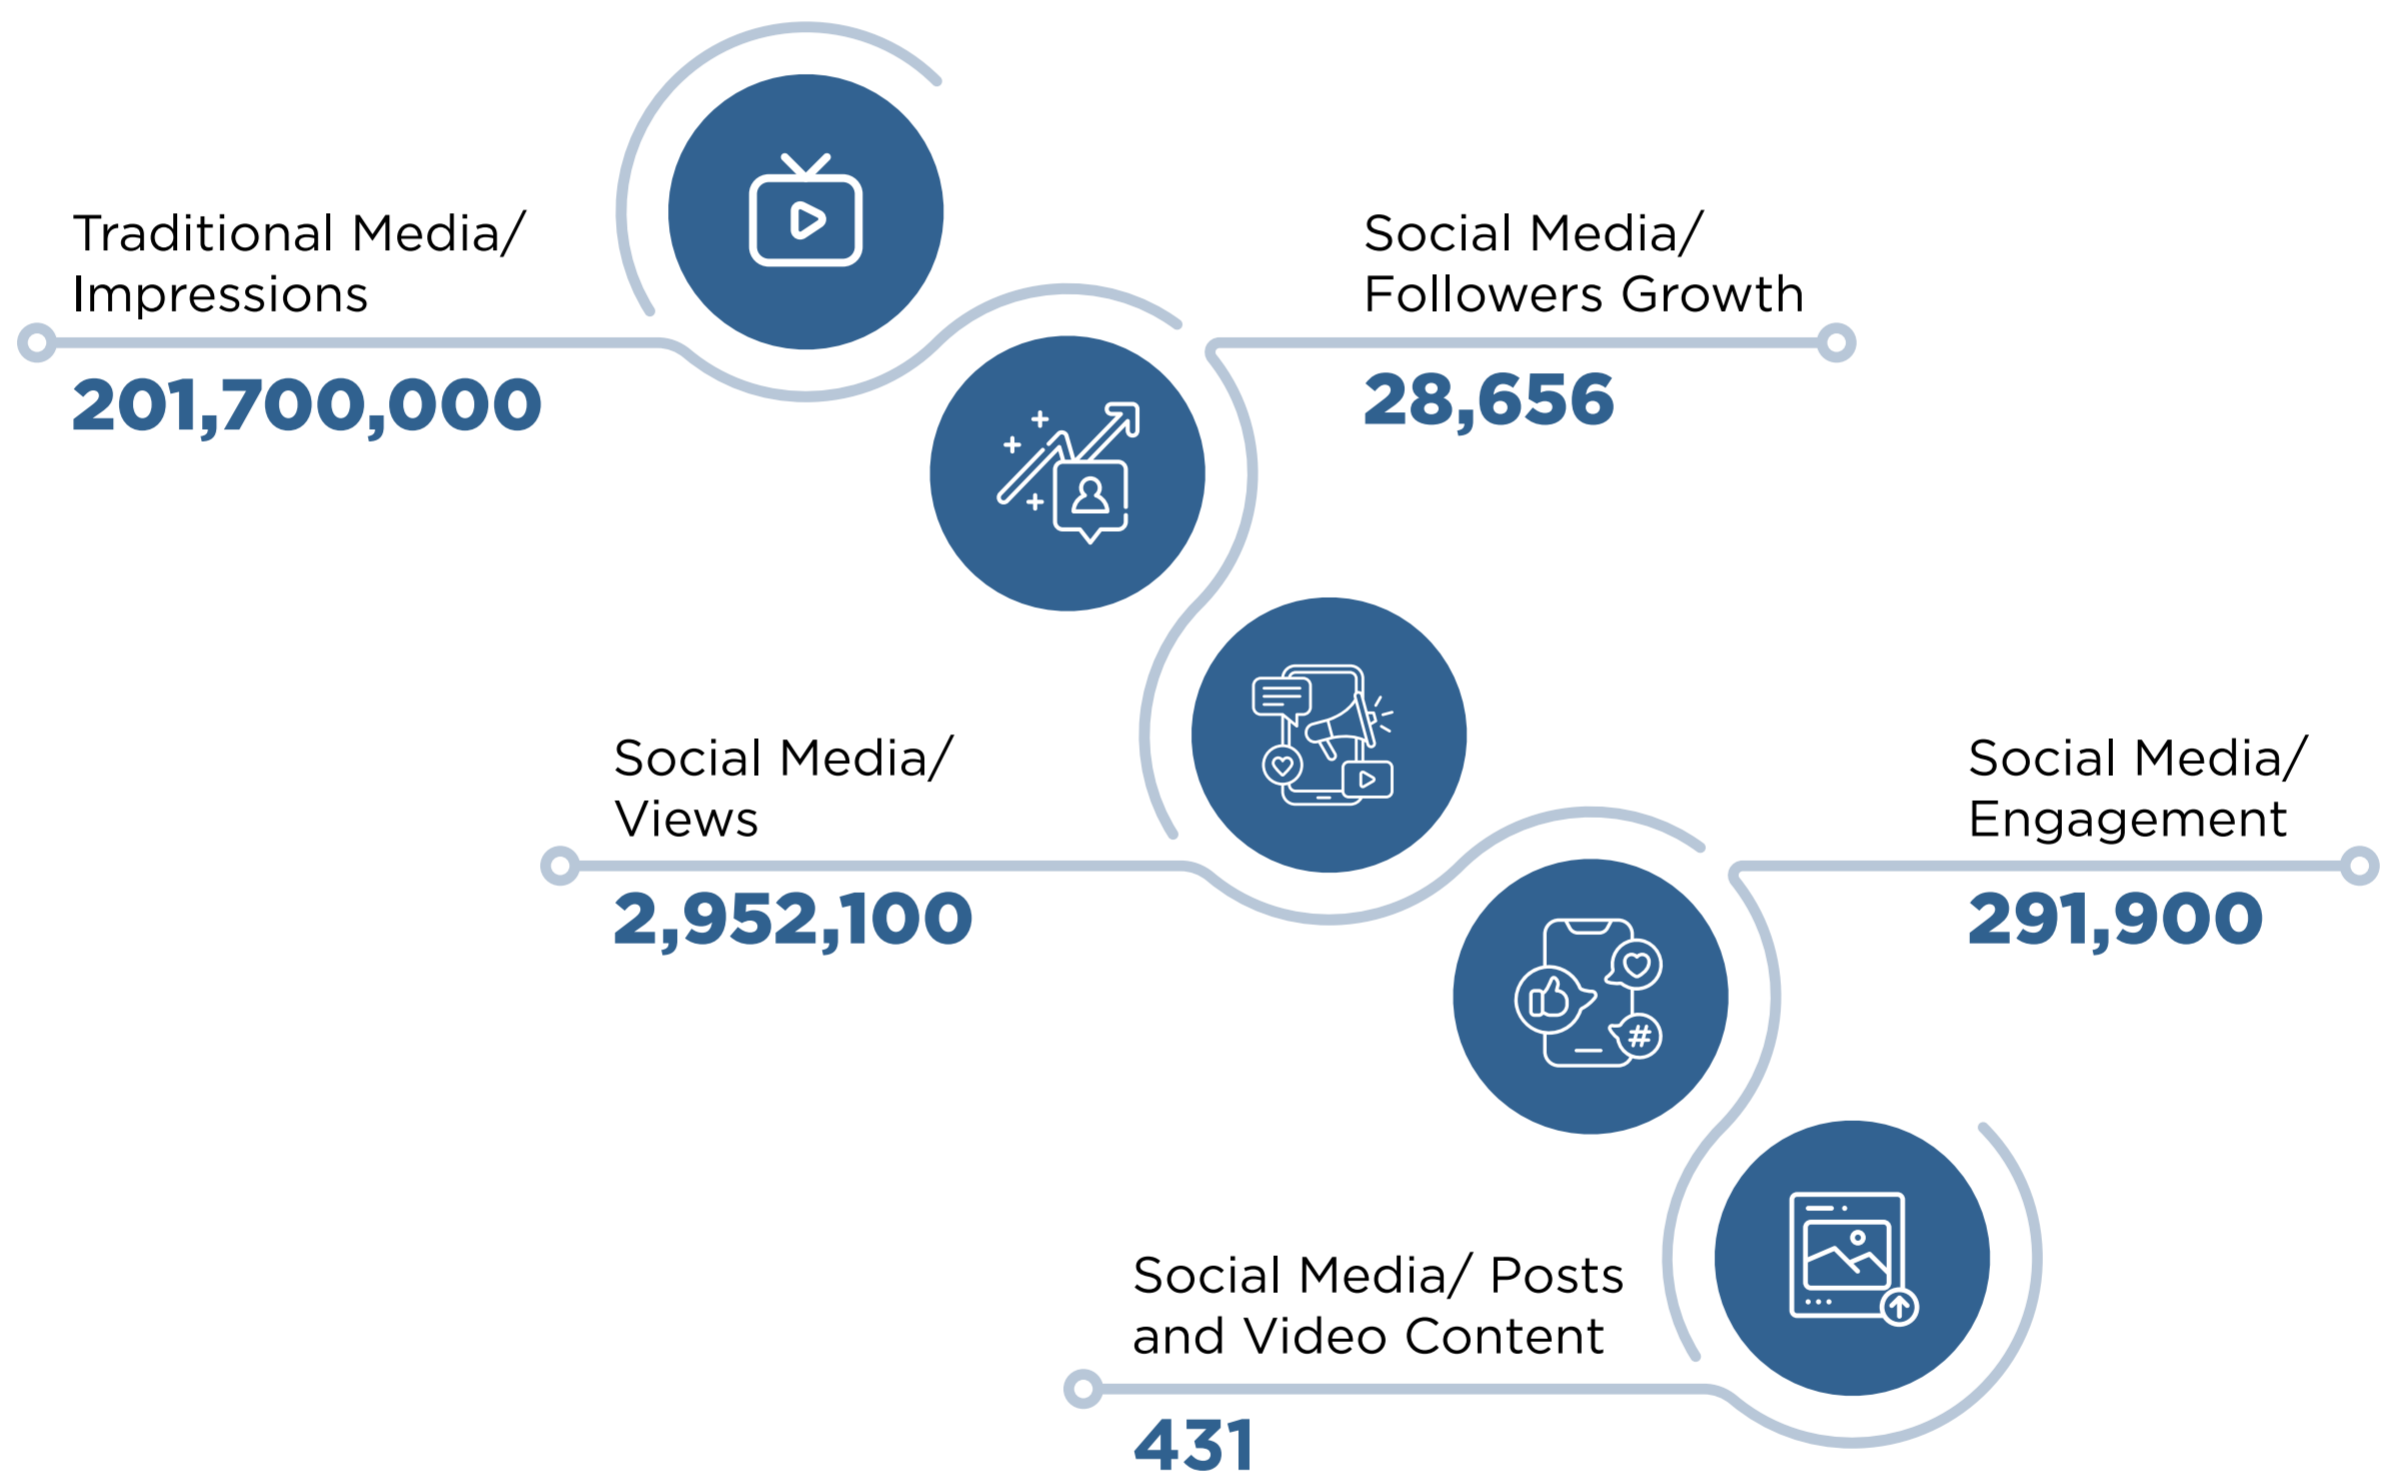 Traditional Media/
Impressions
201,700,000
Social Media/
Followers Growth
28,656
Social Media/
Views
2,952,100
Social Media/
Engagement
291,900
#
Social Media/ Posts
and Video Content
431